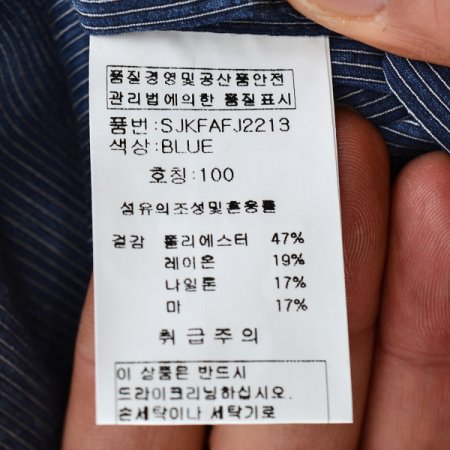 품질경영및공산품안전
관리법에의한 품질표시
품번:SJKFAFJ2213
색상:BLUE
호칭:100
섬유의조성및혼용률
겉감 폴리에스터 47%
레이온 19%
나일론 17%
마 17%
취급주의
이 상품은 반드시
드라이크리닝하십시오.
손세탁이나 세탁기로